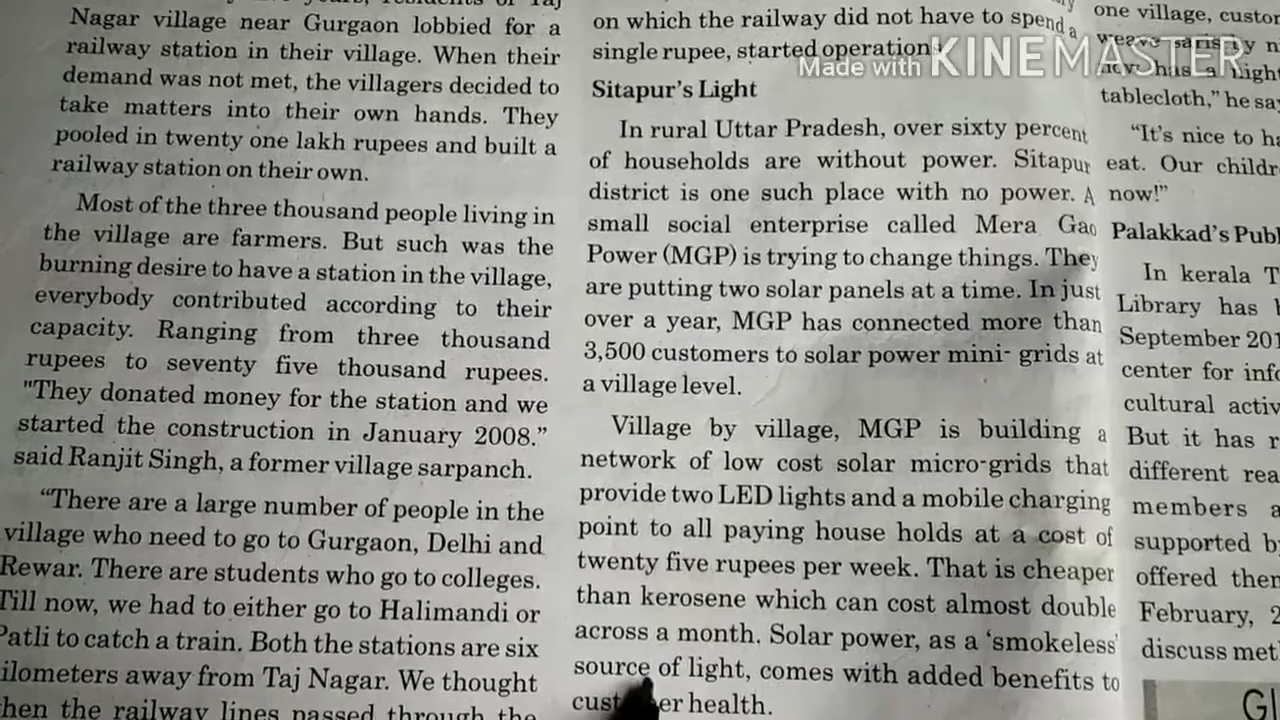 Nagar village near Gurgaon lobbied for a
railway station in their village. When their
demand was not met, the villagers decided to
take matters into their own hands. They
pooled in twenty one lakh rupees and built a
railway station on their own.
Most of the three thousand people living in
the village are farmers. But such was the
burning desire to have a station in the village,
everybody contributed according to their
capacity. Ranging from three thousand
rupees to seventy five thousand rupees.
"They donated money for the station and we
started the construction in January 2008.”
said Ranjit Singh, a former village sarpanch.
“There are a large number of people in the
village who need to go to Gurgaon, Delhi and
Rewar. There are students who go to colleges.
Till now, we had to either go to Halimandi or
Patli to catch a train. Both the stations are six
ilometers away from Taj Nagar. We thought
hen the railway lines passed through the
on which the railway did not have to spend a
single rupee, started operation
Sitapur’s Light
In rural Uttar Pradesh, over sixty percent
of households are without power. Sitapur
district is one such place with no power. A
small social enterprise called Mera Gao
Power (MGP) is trying to change things. They
are putting two solar panels at a time. In just
over a year, MGP has connected more than
3,500 customers to solar power mini- grids at
a village level.
Village by village, MGP is building a
network of low cost solar micro-grids that
provide two LED lights and a mobile charging
point to all paying house holds at a cost of
twenty five rupees per week. That is cheaper
than kerosene which can cost almost double
across a month. Solar power, as a ‘smokeless’
source of light, comes with added benefits to
er health.
one village, custor
weave saris by n
has a light
tablecloth,” he say
“It’s nice to ha
eat. Our childr
now!”
Palakkad’s Publ
In kerala T
Library has
September 201
center for info
cultural activ
But it has r
different rea
members a
supported b
offered then
February, 2
discuss met
Gl
Made with KINEMASTER